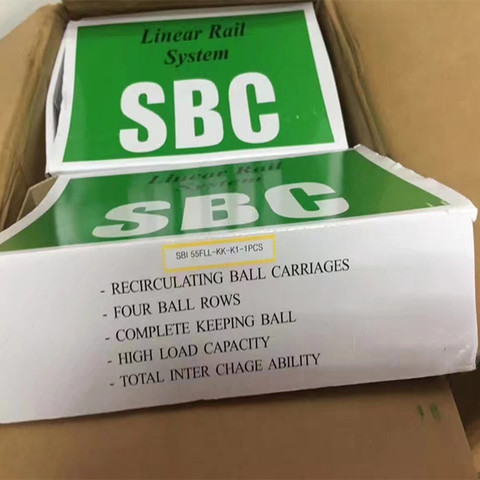 Linear Rail
System
SBC
Linear Rail
System
SBC
SBI 55FLL-KK-K1-1PCS
- RECIRCULATING BALL CARRIAGES
- FOUR BALL ROWS
- COMPLETE KEEPING BALL
- HIGH LOAD CAPACITY
- TOTAL INTER CHAGE ABILITY